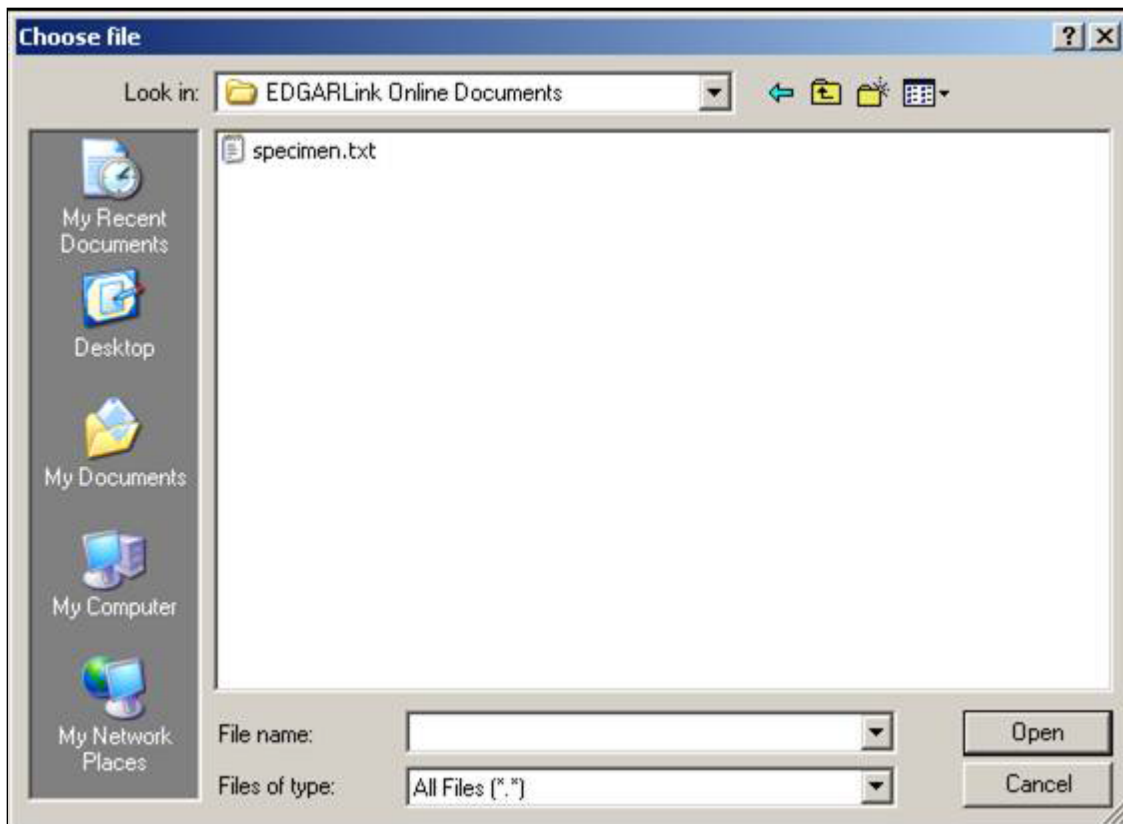 Choose file
Look in: EDGARLink Online Documents
specimen.txt
My Recent
Documents
Desktop
My Documents
My Computer
My Network
Places
File name:
Open
Files of type: All Files (*.*)
Cancel